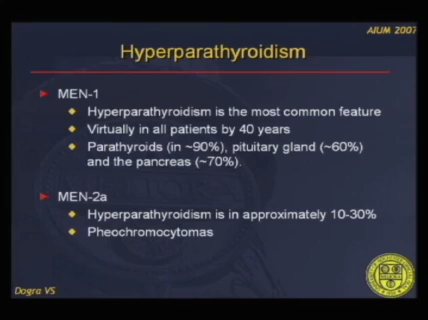 AIUM 2007
Hyperparathyroidism
MEN-1
Hyperparathyroidism is the most common feature
Virtually in all patients by 40 years
Parathyroids (in ~90%), pituitary gland (~60%)
and the pancreas (~70%).
MEN-2a
Hyperparathyroidism is in approximately 10-30%
Pheochromocytomas
Dogra VS